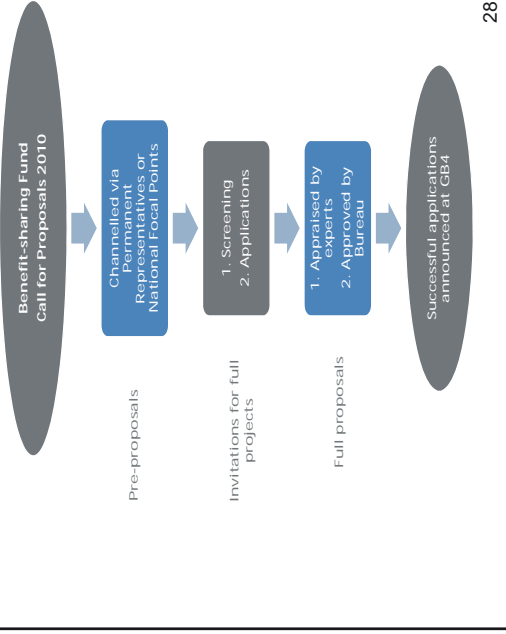 Benefit-sharing Fund
Call for Proposals 2010
Pre-proposals
Channelled via
Permanent
Representatives or
National Focal Points
Invitations for full
projects
1. Screening
2. Applications
Full proposals
1. Appraised by
experts
2. Approved by
Bureau
Successful applications
announced at GB4
28